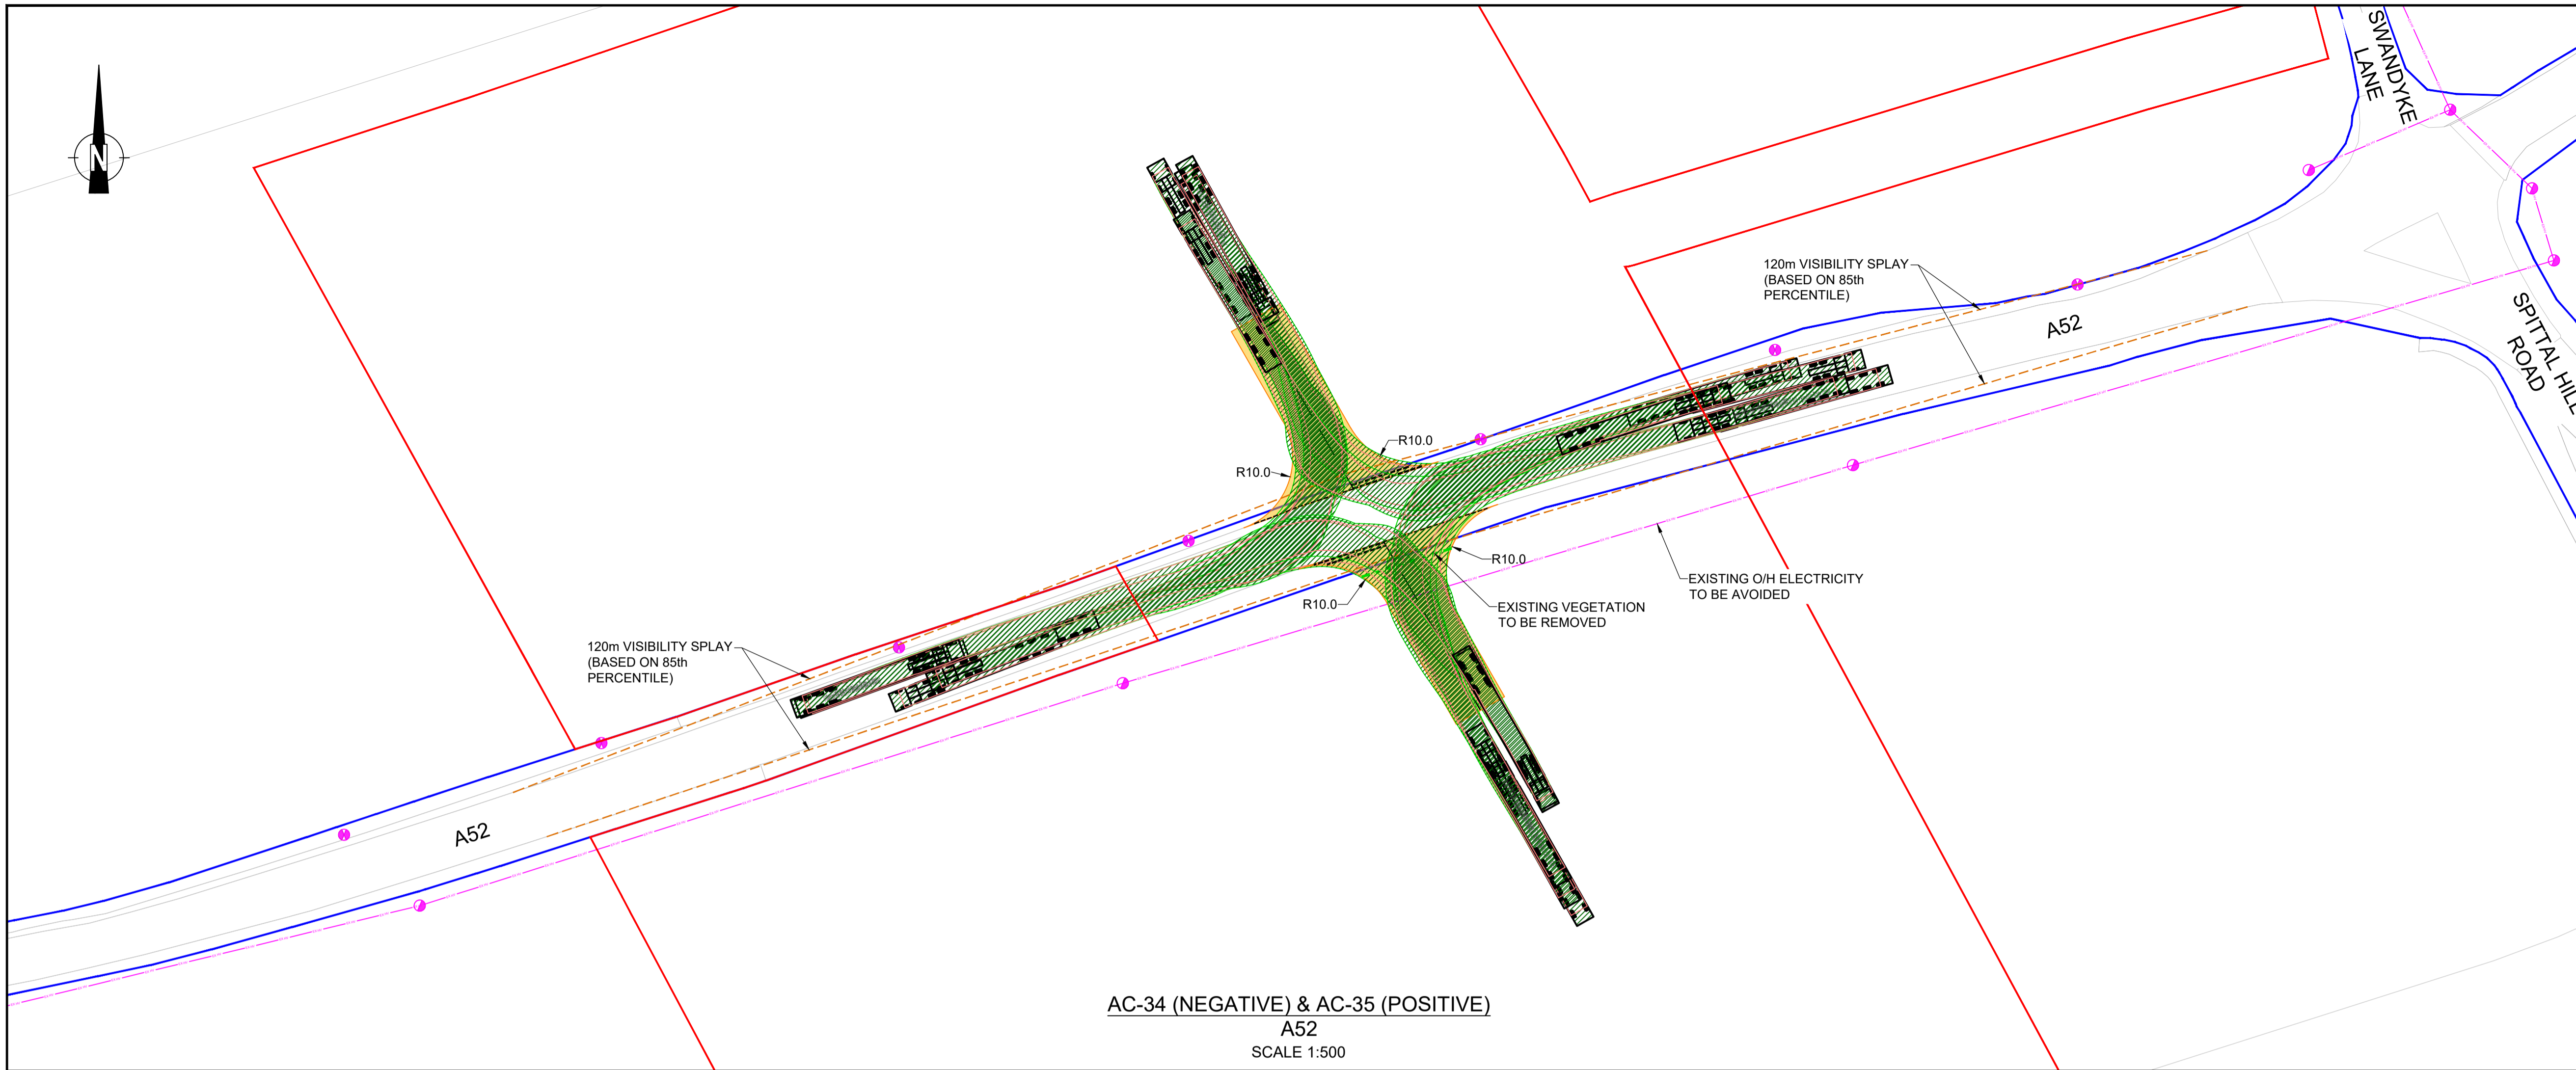 N
SWANDYKE
LANE
120m VISIBILITY SPLAY
(BASED ON 85th
PERCENTILE)
A52
SPITTAL HILL
ROAD
R10.0
R10.0
R10.0
R10.0
EXISTING O/H ELECTRICITY
TO BE AVOIDED
EXISTING VEGETATION
TO BE REMOVED
120m VISIBILITY SPLAY
(BASED ON 85th
PERCENTILE)
A52
AC-34 (NEGATIVE) & AC-35 (POSITIVE)
A52
SCALE 1:500